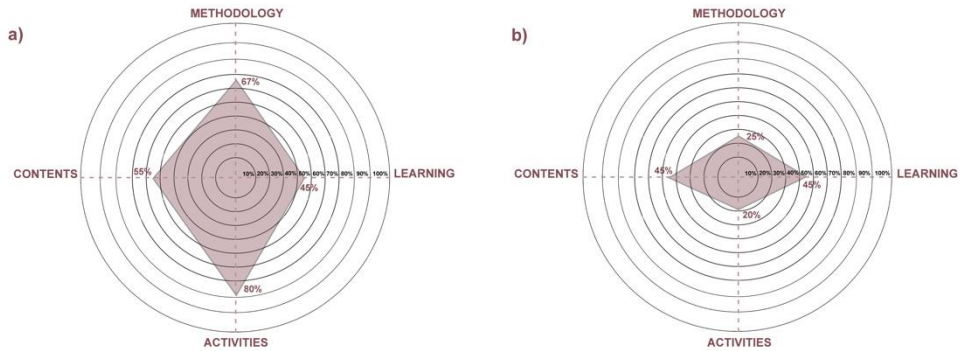 a)
METHODOLOGY
67%
CONTENTS
55%
10% 20% 30% 40% 50% 60% 70% 80% 90% 100%
45%
LEARNING
80%
ACTIVITIES
b)
METHODOLOGY
25%
CONTENTS
45%
10% 20% 30% 40% 50% 60% 70% 80% 90% 100%
45%
LEARNING
20%
ACTIVITIES